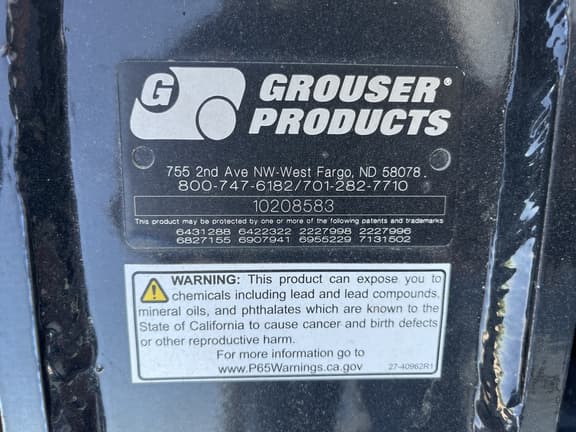 G
GROUSER®
PRODUCTS
755 2nd Ave NW-West Fargo, ND 58078.
800-747-6182/701-282-7710
10208583
This product may be protected by one or more of the following patents and trademarks
6431288 6422322 2227998 2227996
6827155 6907941 6955229 7131502
WARNING: This product can expose you to
chemicals including lead and lead compounds,
mineral oils, and phthalates which are known to the
State of California to cause cancer and birth defects
or other reproductive harm.
For more information go to
www.P65Warnings.ca.gov
27-40962R1